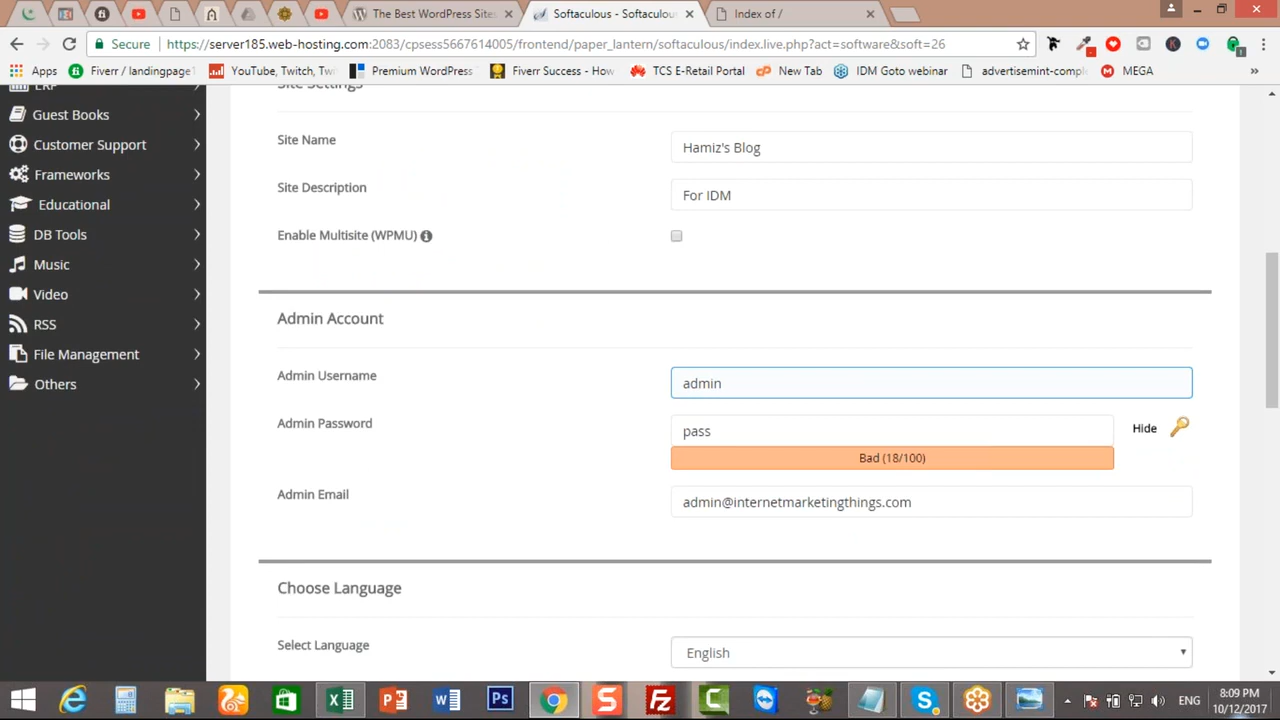 The Best WordPress Sites
Softaculous - Softaculous
Index of /
Secure
https://server185.web-hosting.com:2083/cpsess5667614005/frontend/paper_lantern/softaculous/index.live.php?act=software&soft=26
Apps
Fiverr / landingpage
YouTube, Twitch, Twi
Premium WordPress
Fiverr Success - How
TCS E-Retail Portal
New Tab
IDM Goto webinar
advertisemint-comple
MEGA
»
ERP
Guest Books
Customer Support
Frameworks
Educational
DB Tools
Music
Video
RSS
File Management
Others
Site Settings
Site Name
Hamiz's Blog
Site Description
For IDM
Enable Multisite (WPMU)
Admin Account
Admin Username
admin
Admin Password
pass
Hide
Bad (18/100)
Admin Email
admin@internetmarketingthings.com
Choose Language
Select Language
English
ENG
8:09 PM
10/12/2017